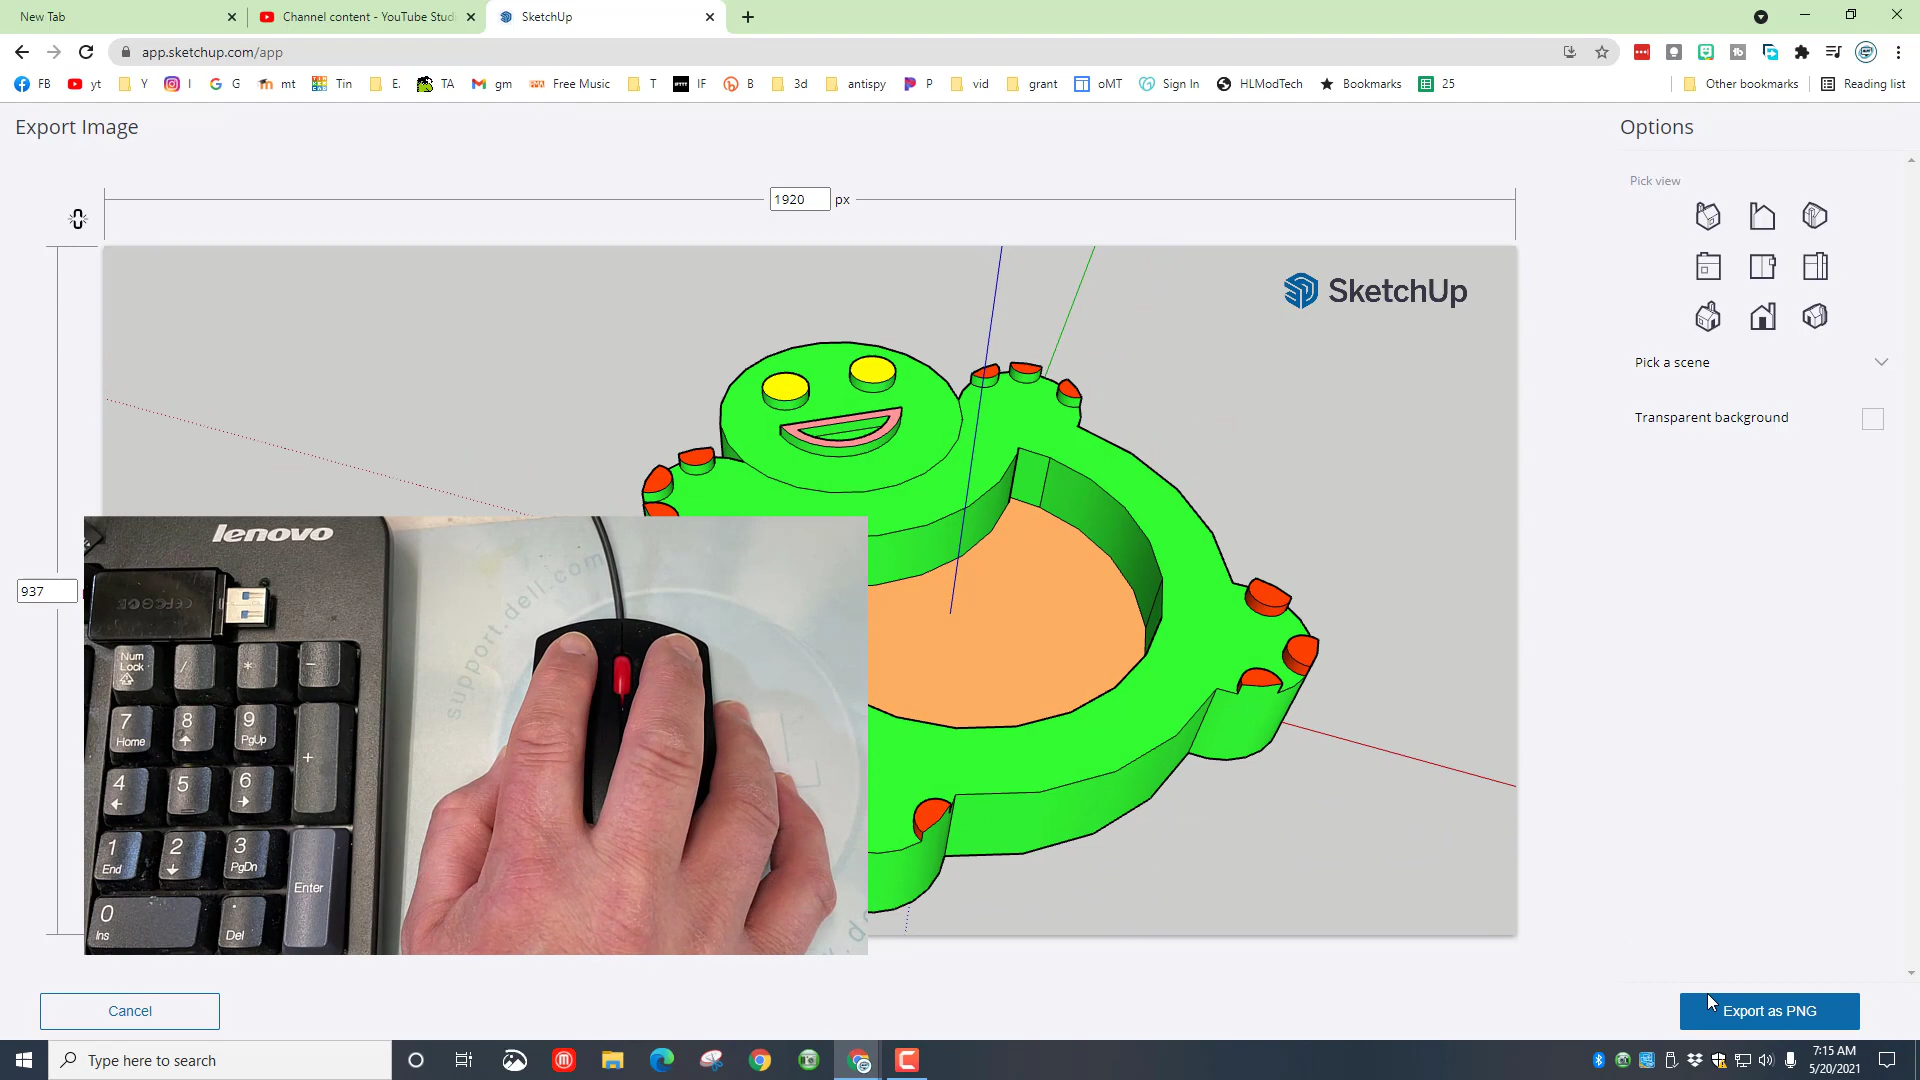 New Tab
Channel content - YouTube Studi
SketchUp
app.sketchup.com/app
FB
yt
Y
I
G
mt
Tin
E.
TA
gm
Free Music
T
IF
B
3d
antispy
P
vid
grant
oMT
Sign In
HLModTech
Bookmarks
25
Other bookmarks
Reading list
Export Image
Options
Pick view
1920 px
SketchUp
Pick a scene
Transparent background
937
lenovo
support.dell.com
Num
Lock
/
*
-
7
Home
8
9
PgUp
+
4
5
6
1
End
2
3
PgDn
Enter
0
Ins
.
Del
Cancel
Export as PNG
Type here to search
7:15 AM
5/20/2021